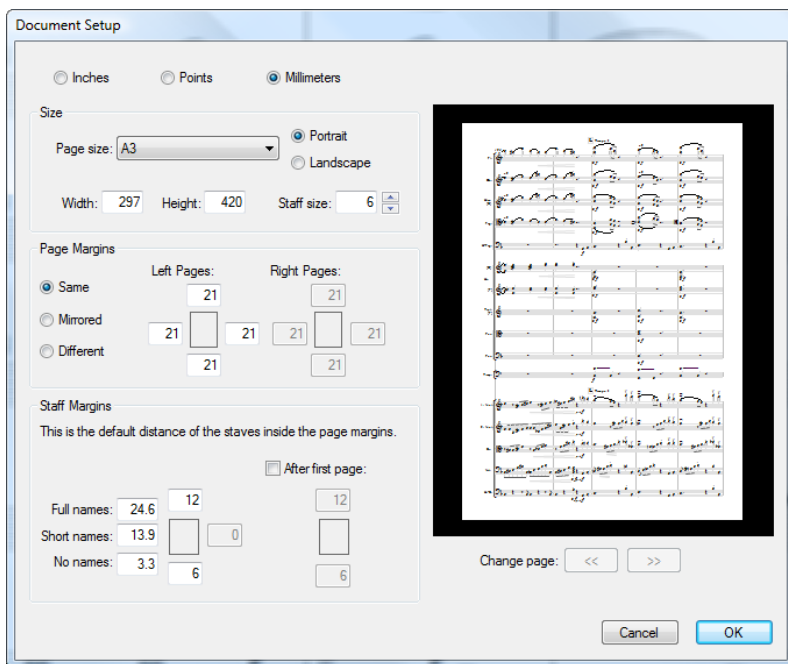 Document Setup
Inches Points Millimeters
Size
Page size: A3 Portrait
Landscape
Width: 297 Height: 420 Staff size: 6
Page Margins
Left Pages: Right Pages:
Same 21 21
Mirrored 21 21 21 21
Different 21 21
Staff Margins
This is the default distance of the staves inside the page margins.
After first page:
Full names: 24.6 12 12
Short names: 13.9 0
No names: 3.3 6 6
Change page: << >>
Cancel OK